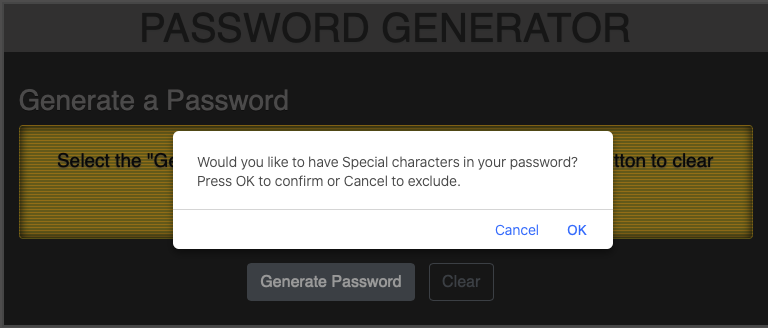 PASSWORD GENERATOR
Generate a Password
Select the "Ge
tton to clear
Would you like to have Special characters in your password?
Press OK to confirm or Cancel to exclude.
Cancel OK
Generate Password Clear